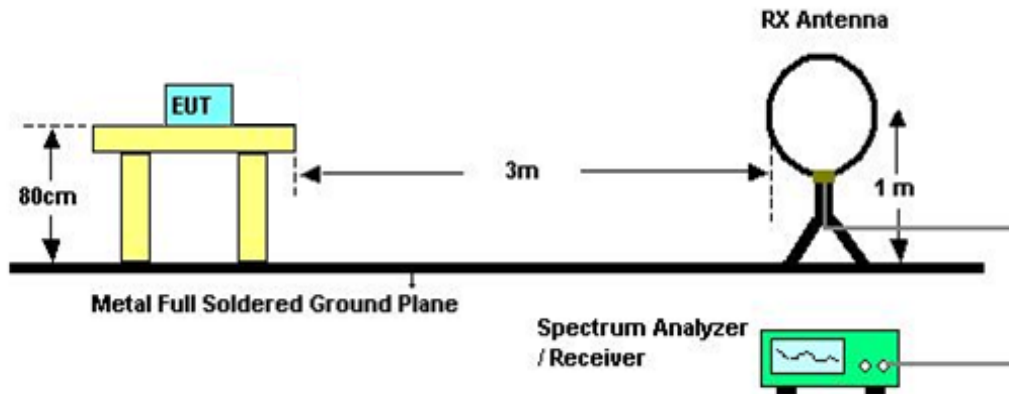 RX Antenna
EUT
80cm
3m
1 m
Metal Full Soldered Ground Plane
Spectrum Analyzer
/ Receiver